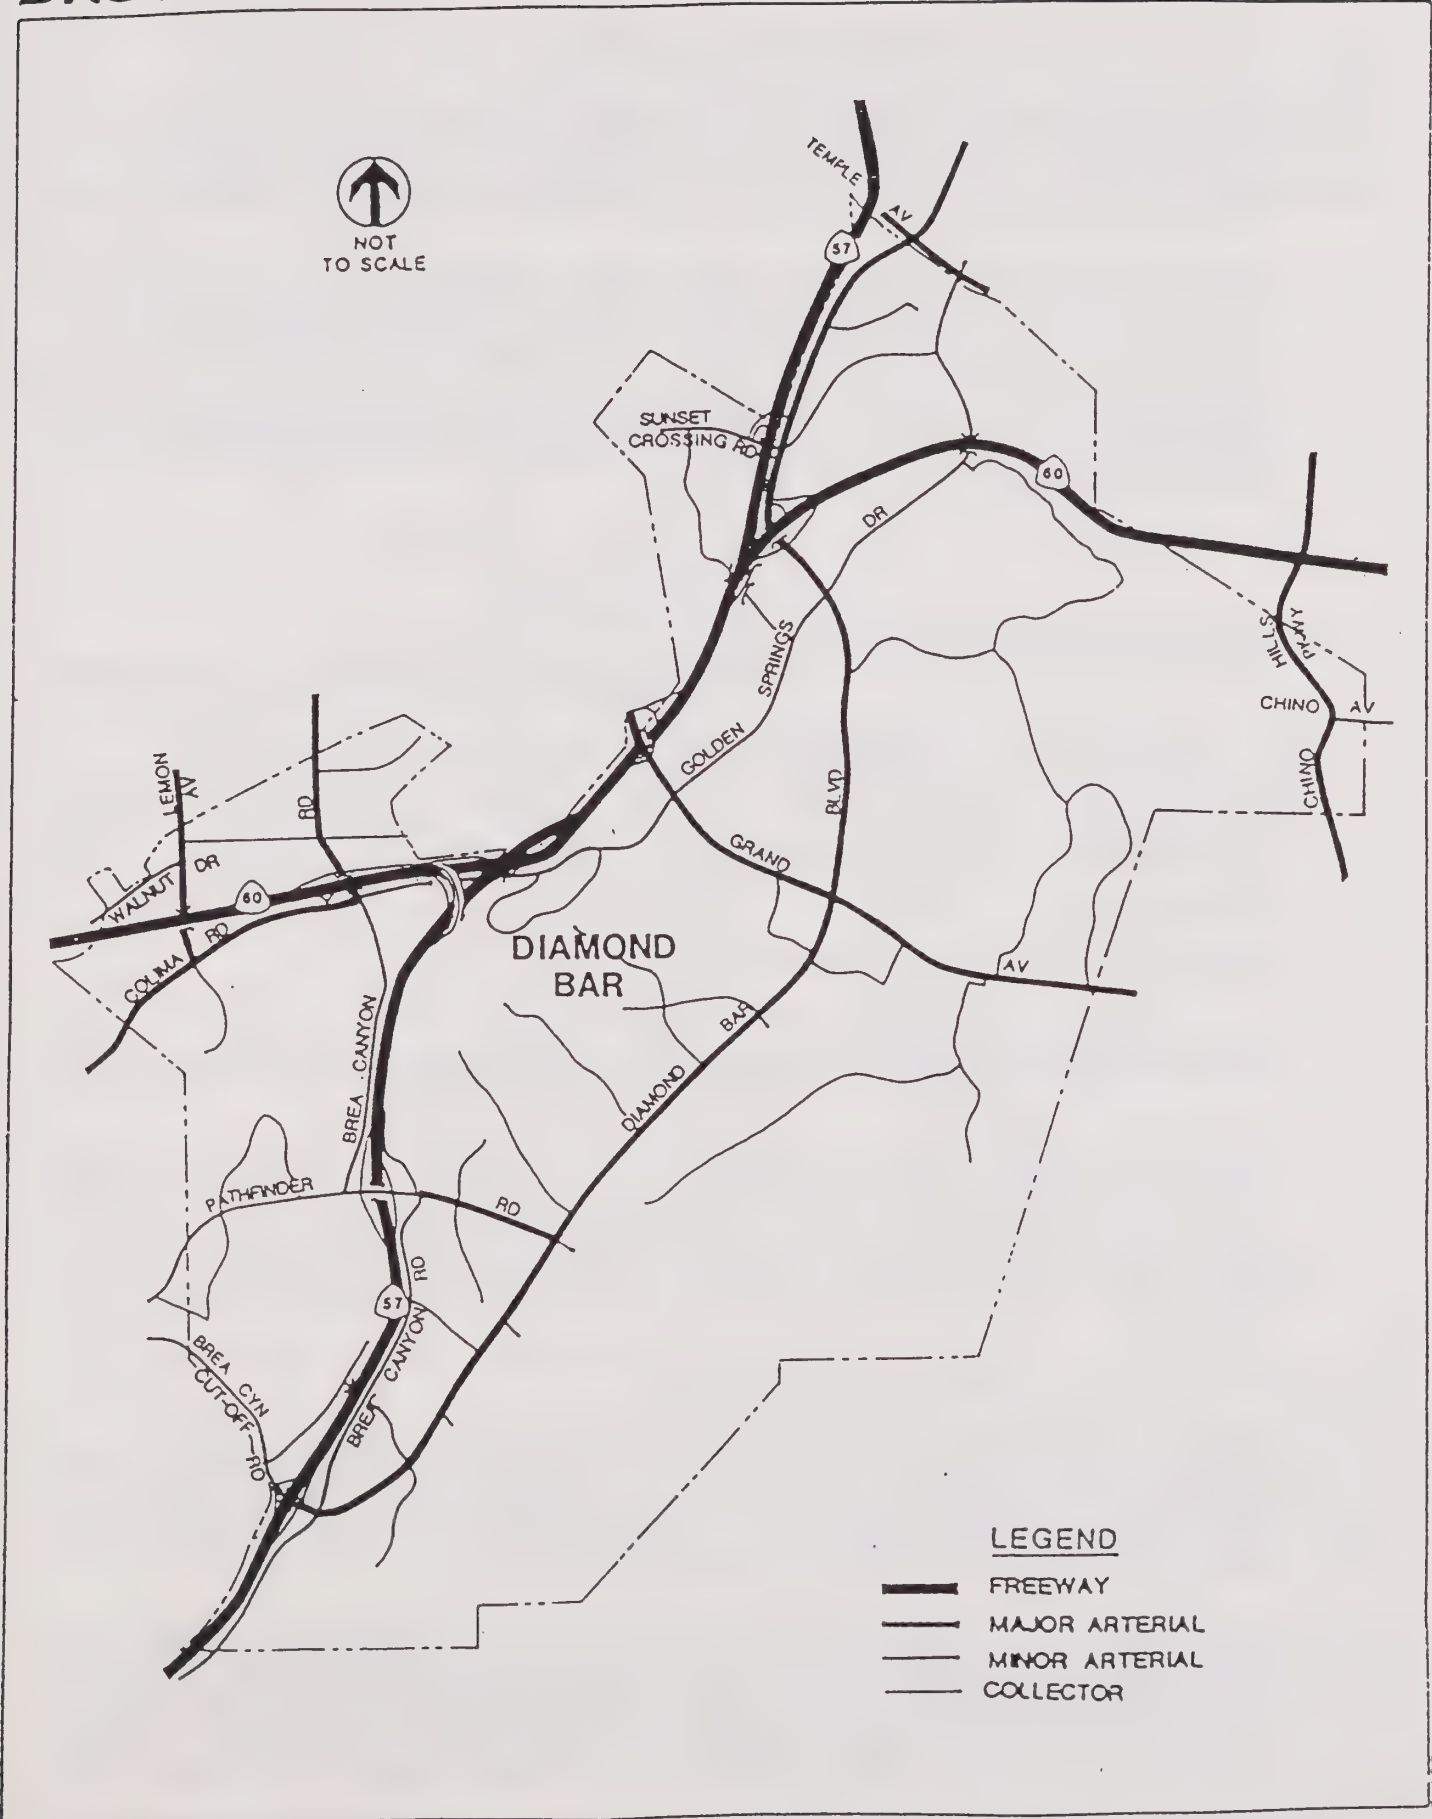 NOT
TO SCALE
TEMPLE
AV
57
SUNSET
CROSSING RD
60
DR
SPRINGS
GOLDEN
HILLS
PKWY
CHINO AV
CHINO
LEMON
AV
RD
BLVD
GRAND
WALNUT DR
60
COLIMA RD
DIAMOND
BAR
AV
BREA CANYON
BAR
DIAMOND
PATHFINDER
RD
RD
57
BREA CANYON
BREA CYN
CUT-OFF RD
LEGEND
FREEWAY
MAJOR ARTERIAL
MINOR ARTERIAL
COLLECTOR